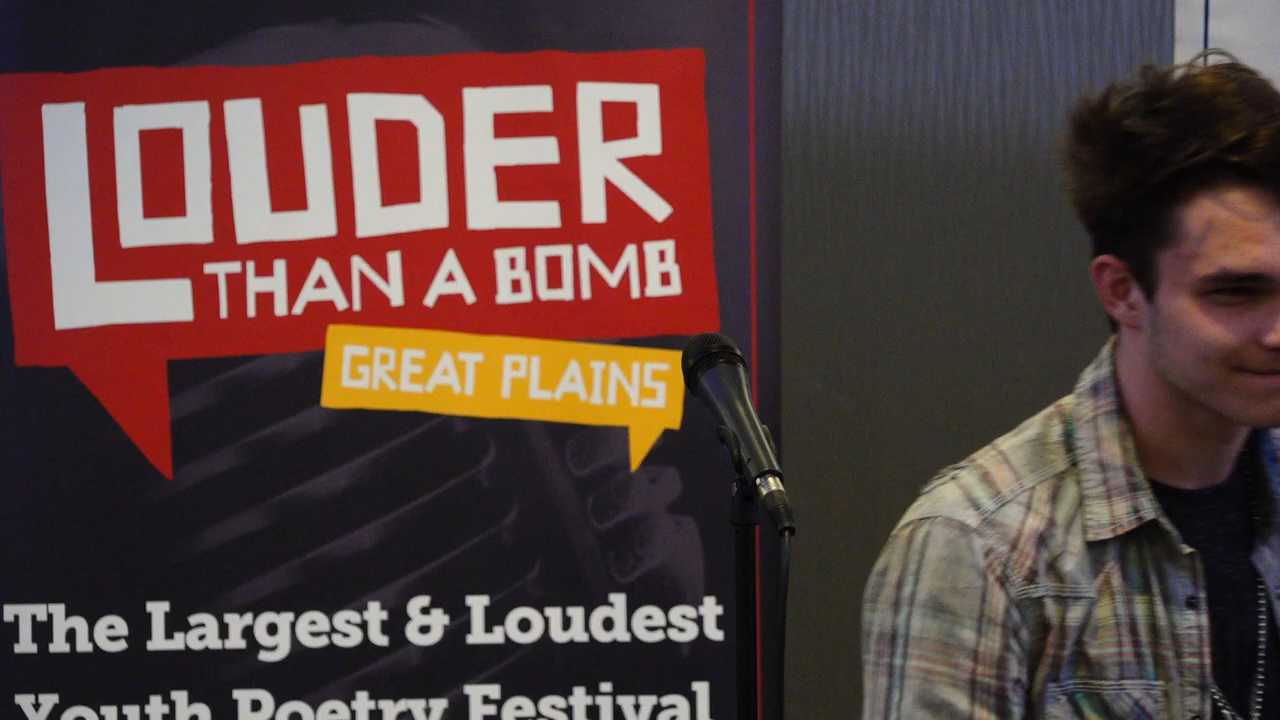 LOUDER
THAN A BOMB
GREAT PLAINS
The Largest & Loudest
Youth Poetry Festival